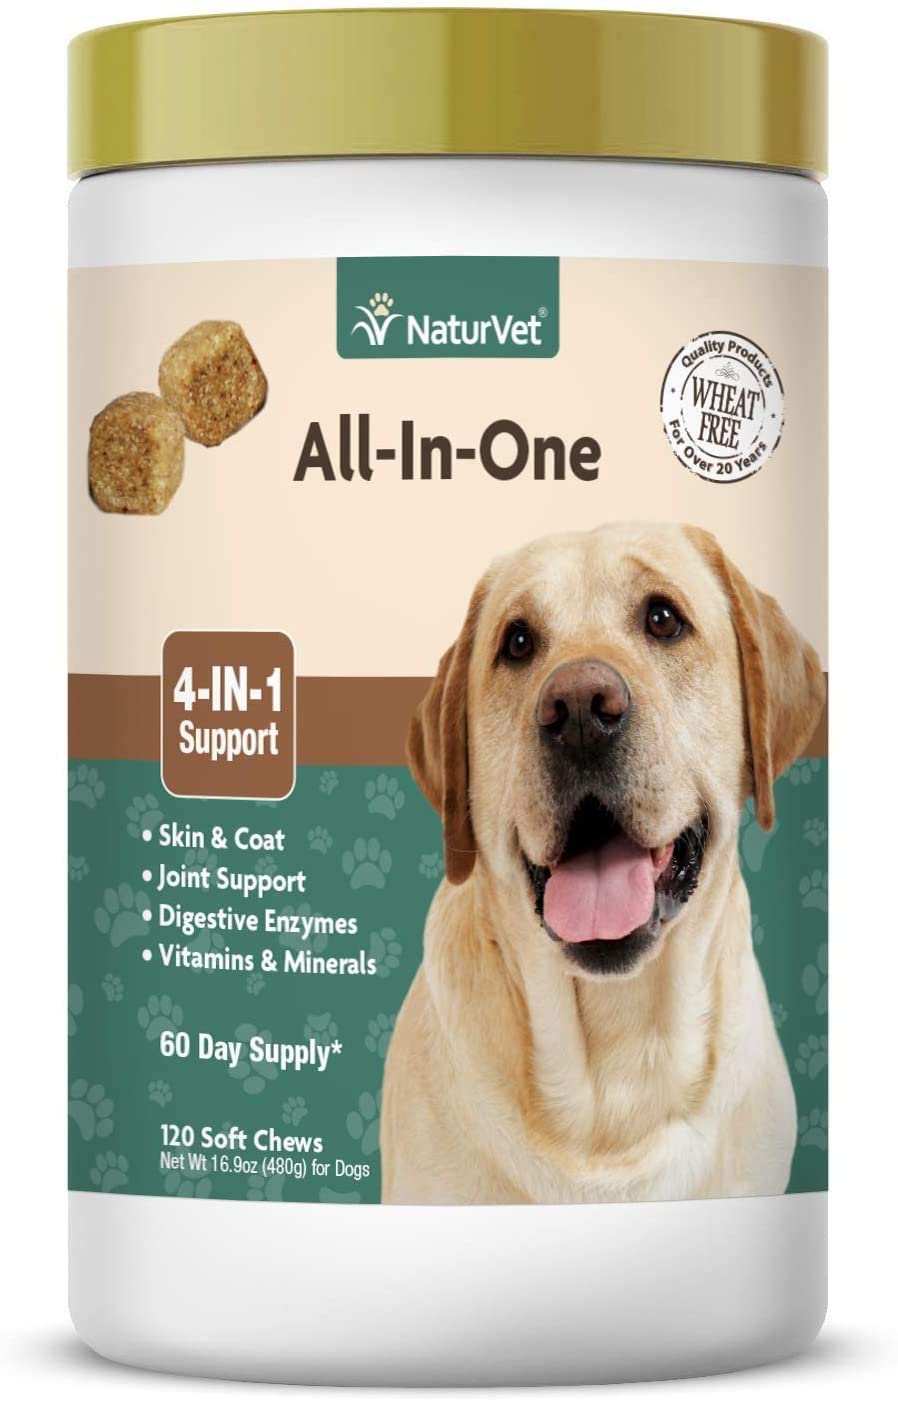 NaturVet®
All-In-One
Quality Products
WHEAT
FREE
For Over 20 Years
4-IN-1
Support
• Skin & Coat
• Joint Support
• Digestive Enzymes
• Vitamins & Minerals
60 Day Supply*
120 Soft Chews
Net Wt 16.9oz (480g) for Dogs